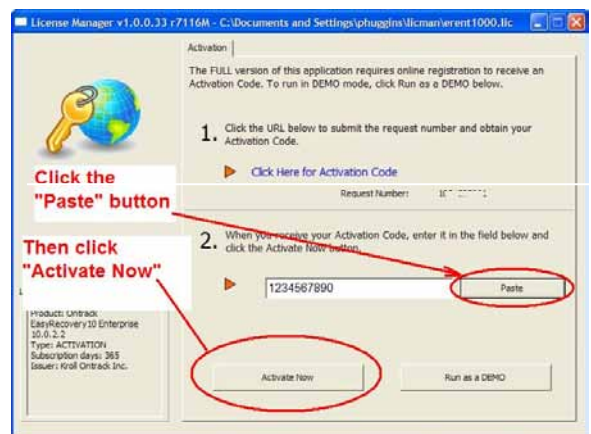 License Manager v1.0.0.33 r7116M - C:\Documents and Settings\phuggins\licman\erent1000.lic
Activation
The FULL version of this application requires online registration to receive an
Activation Code. To run in DEMO mode, click Run as a DEMO below.
1. Click the URL below to submit the request number and obtain your
Activation Code.
Click Here for Activation Code
Request Number:
Click the
"Paste" button
2. When you receive your Activation Code, enter it in the field below and
click the Activate Now button.
Then click
"Activate Now"
1234567890
Paste
Product: Ontrack
EasyRecovery10 Enterprise
10.0.2.2
Type: ACTIVATION
Subscription days: 365
Issuer: Kroll Ontrack Inc.
Activate Now
Run as a DEMO